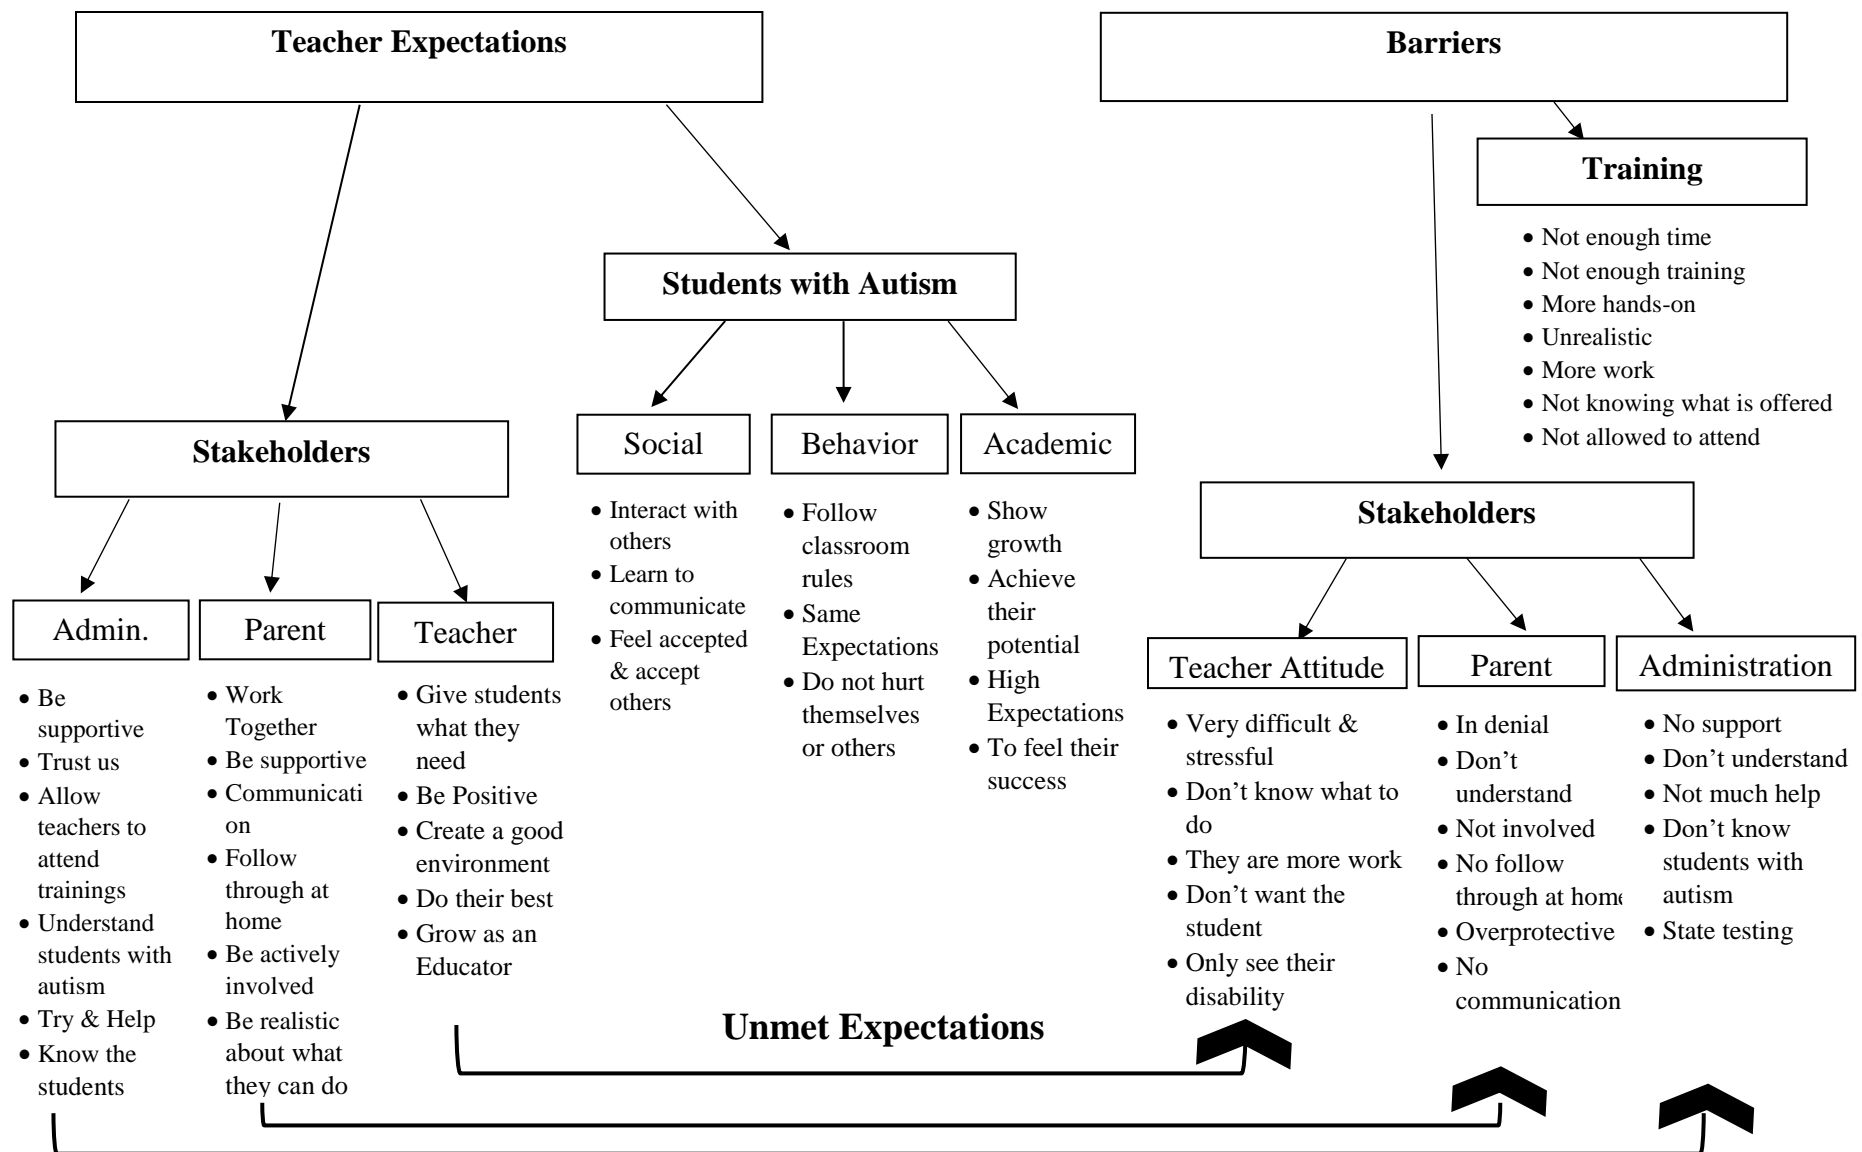 Teacher Expectations
Barriers
Training
• Not enough time
• Not enough training
• More hands-on
• Unrealistic
• More work
• Not knowing what is offered
• Not allowed to attend
Students with Autism
Social
• Interact with
others
• Learn to
communicate
• Feel accepted
& accept
others
Behavior
• Follow
classroom
rules
• Same
Expectations
• Do not hurt
themselves
or others
Academic
• Show
growth
• Achieve
their
potential
• High
Expectations
• To feel their
success
Stakeholders
Admin.
• Be
supportive
• Trust us
• Allow
teachers to
attend
trainings
• Understand
students with
autism
• Try & Help
• Know the
students
Parent
• Work
Together
• Be supportive
• Communicati
on
• Follow
through at
home
• Be actively
involved
• Be realistic
about what
they can do
Teacher
• Give students
what they
need
• Be Positive
• Create a good
environment
• Do their best
• Grow as an
Educator
Stakeholders
Teacher Attitude
• Very difficult &
stressful
• Don’t know what to
do
• They are more work
• Don’t want the
student
• Only see their
disability
Parent
• In denial
• Don’t
understand
• Not involved
• No follow
through at home
• Overprotective
• No
communication
Administration
• No support
• Don’t understand
• Not much help
• Don’t know
students with
autism
• State testing
Unmet Expectations